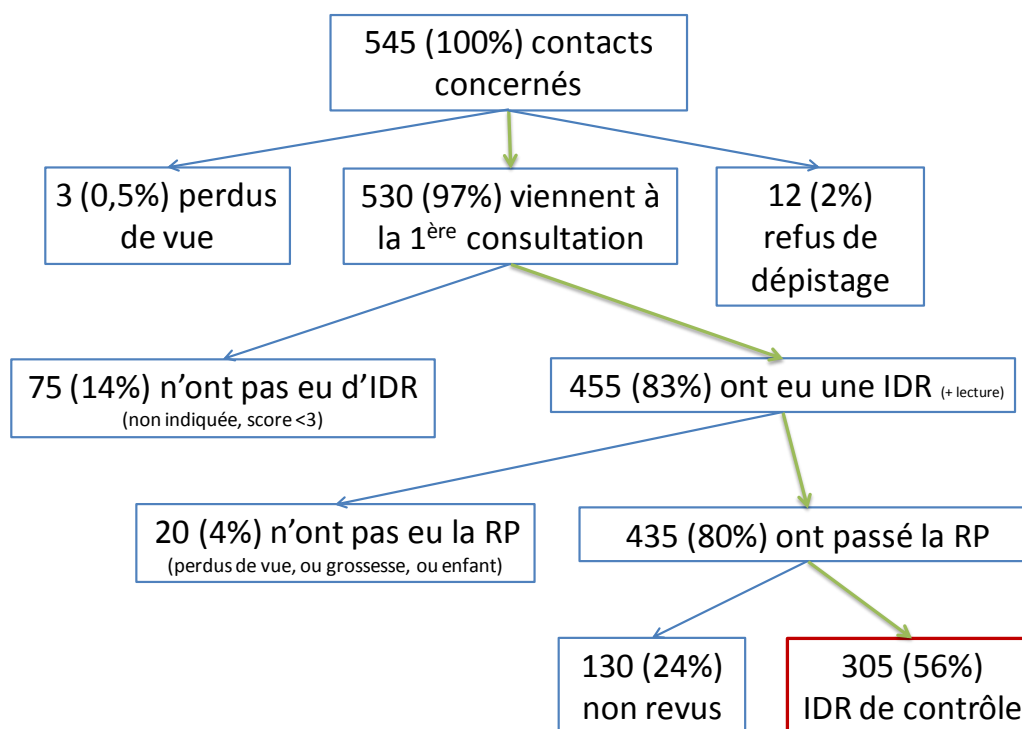 545 (100%) contacts
concernés
3 (0,5%) perdus
de vue
530 (97%) viennent à
la 1ère consultation
12 (2%)
refus de
dépistage
75 (14%) n’ont pas eu d’IDR
(non indiquée, score <3)
455 (83%) ont eu une IDR (+ lecture)
20 (4%) n’ont pas eu la RP
(perdus de vue, ou grossesse, ou enfant)
435 (80%) ont passé la RP
130 (24%)
non revus
305 (56%)
IDR de contrôle